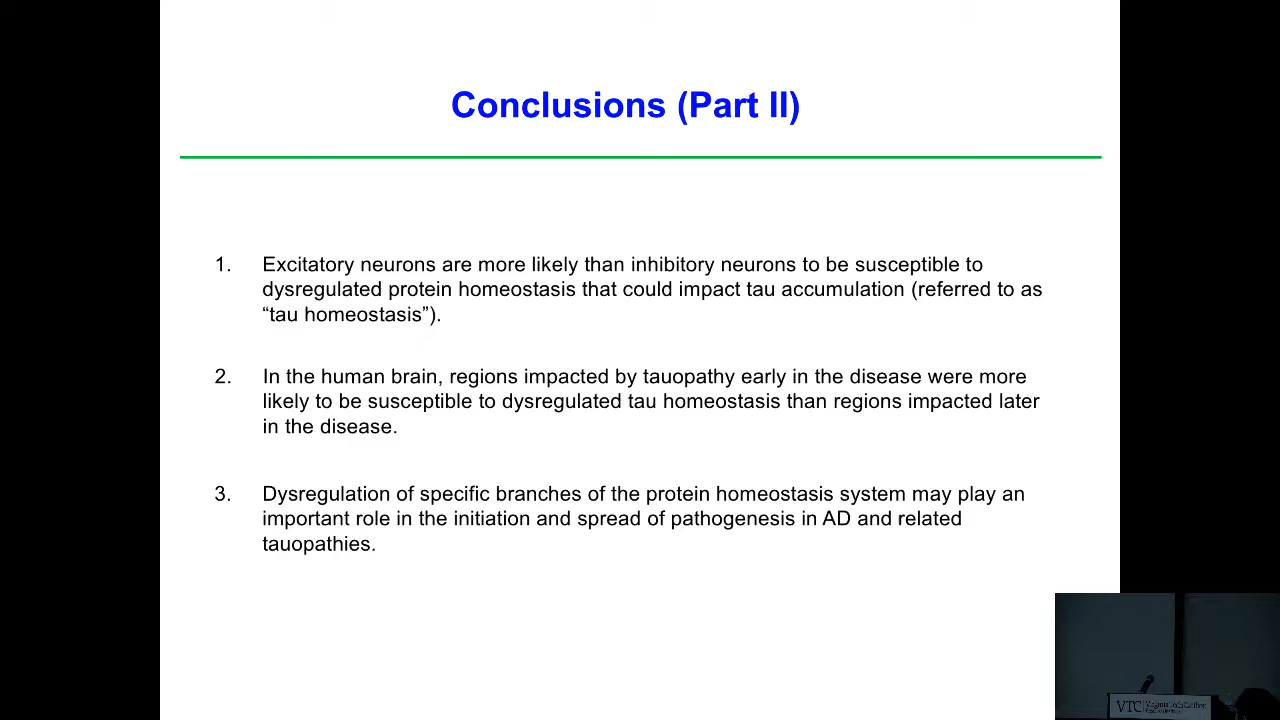 Conclusions (Part II)
1. Excitatory neurons are more likely than inhibitory neurons to be susceptible to
dysregulated protein homeostasis that could impact tau accumulation (referred to as
“tau homeostasis”).
2. In the human brain, regions impacted by tauopathy early in the disease were more
likely to be susceptible to dysregulated tau homeostasis than regions impacted later
in the disease.
3. Dysregulation of specific branches of the protein homeostasis system may play an
important role in the initiation and spread of pathogenesis in AD and related
tauopathies.
VTC